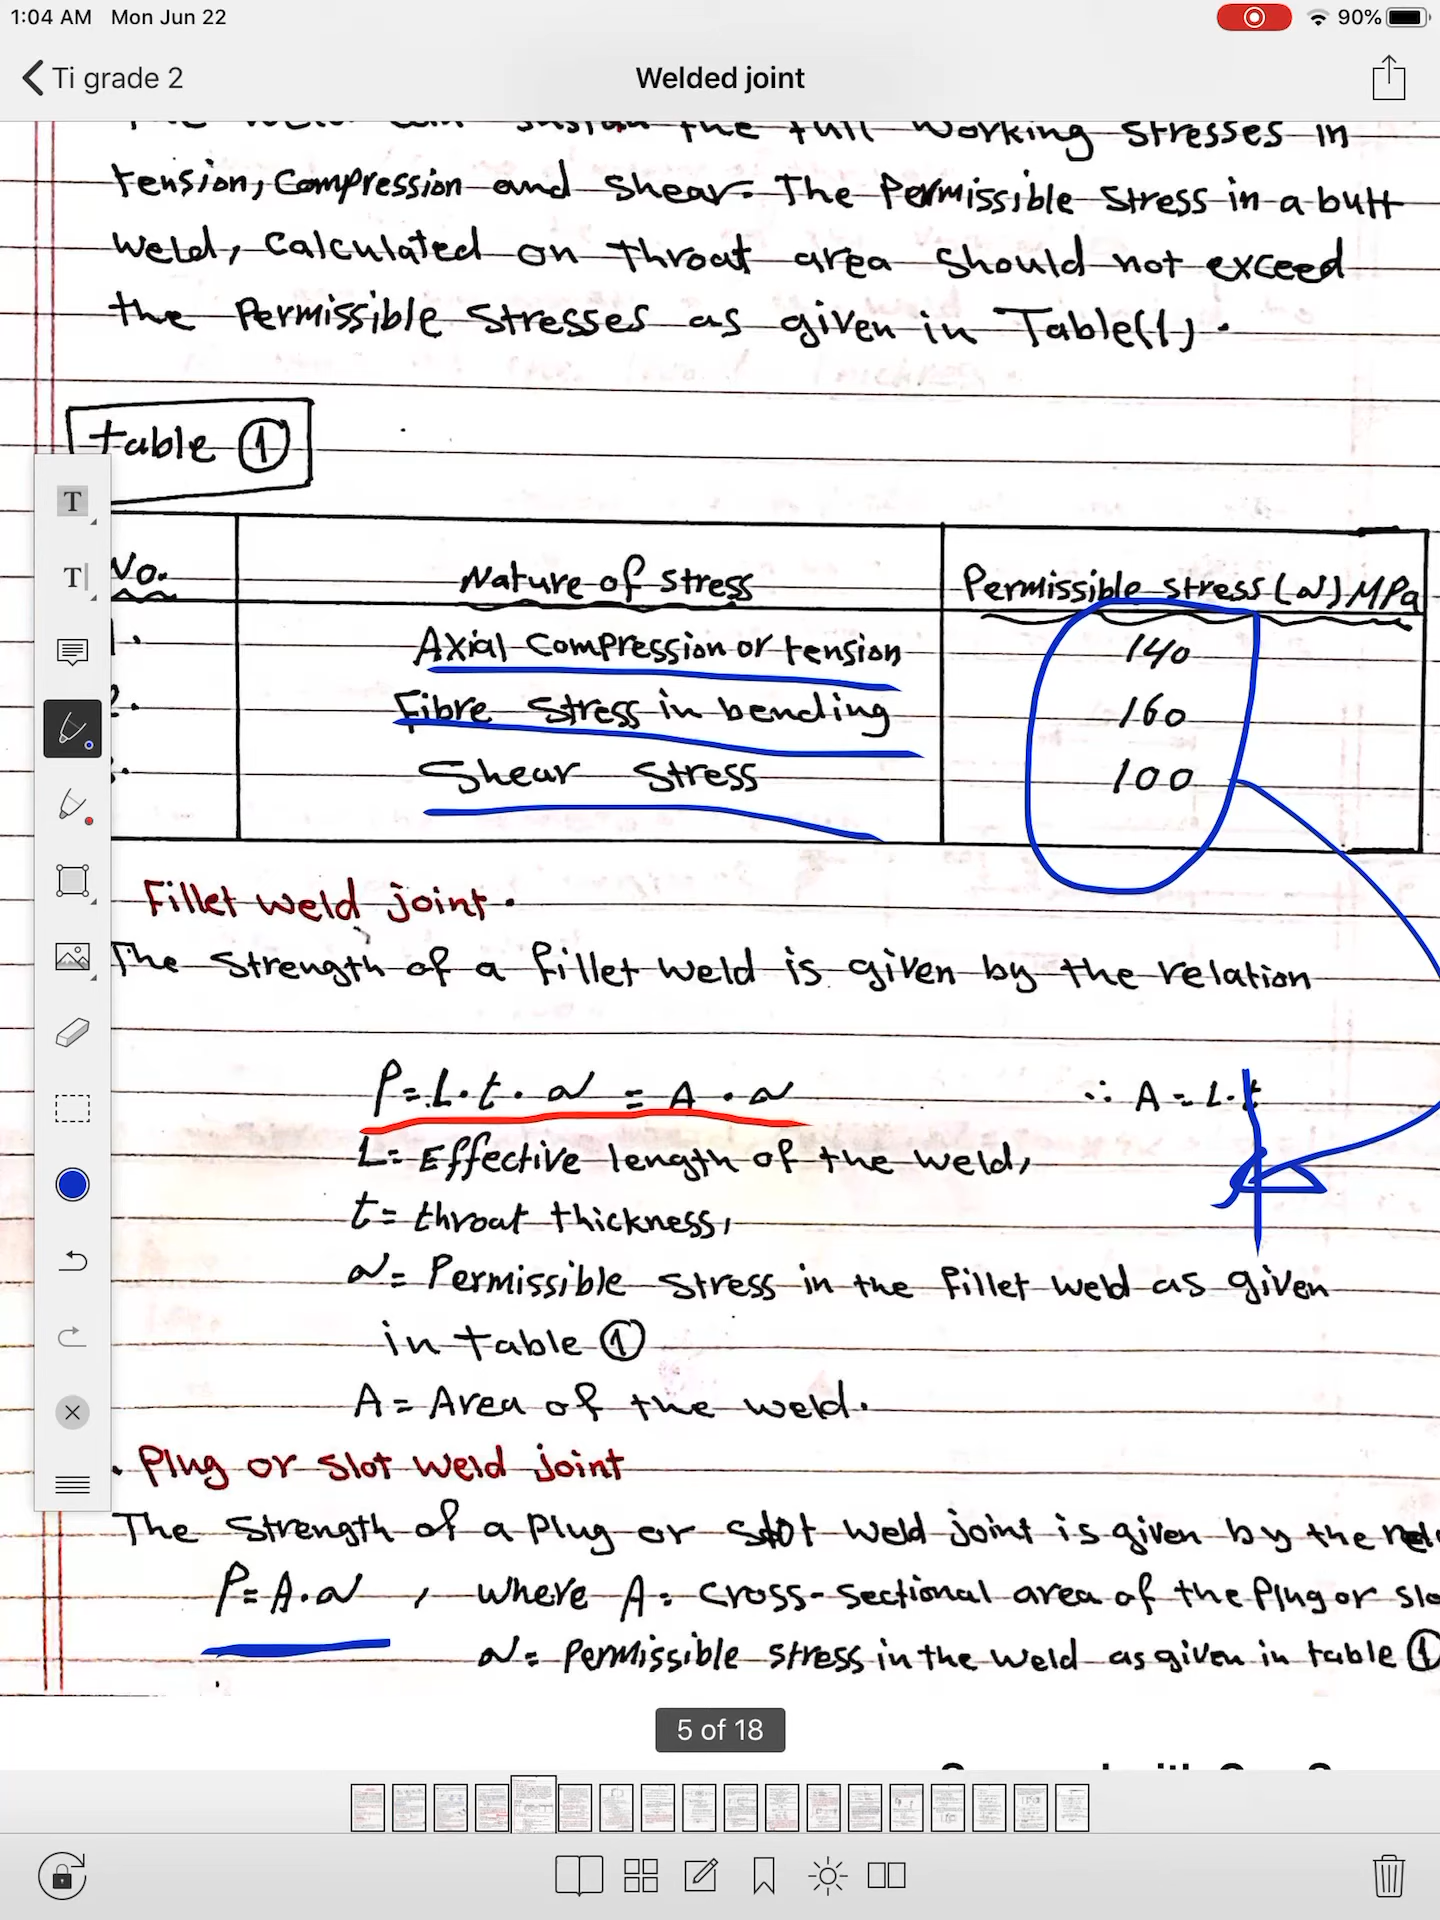 1:04 AM Mon Jun 22
90%
Ti grade 2
Welded joint
sustain the full working stresses in
tension, Compression and shear. The Permissible Stress in a butt
weld, Calculated on throat area should not exceed
the Permissible Stresses as given in Table(1).
table ①
No. Nature of stress Permissible stress (N) MPa
1. Axial Compression or tension 140
2. Fibre Stress in bending 160
Shear Stress 100
Fillet weld joint.
The Strength of a fillet weld is given by the relation
P=L.t.N = A.N ∴ A=L.t
L= Effective length of the weld,
t= throat thickness,
N= Permissible Stress in the fillet weld as given
in table ①
A= Area of the weld.
. Plug or slot weld joint
The Strength of a Plug or slot weld joint is given by the
P=A.N , where A= cross-sectional area of the Plug or slo
N= Permissible stress in the weld as given in table ①
5 of 18